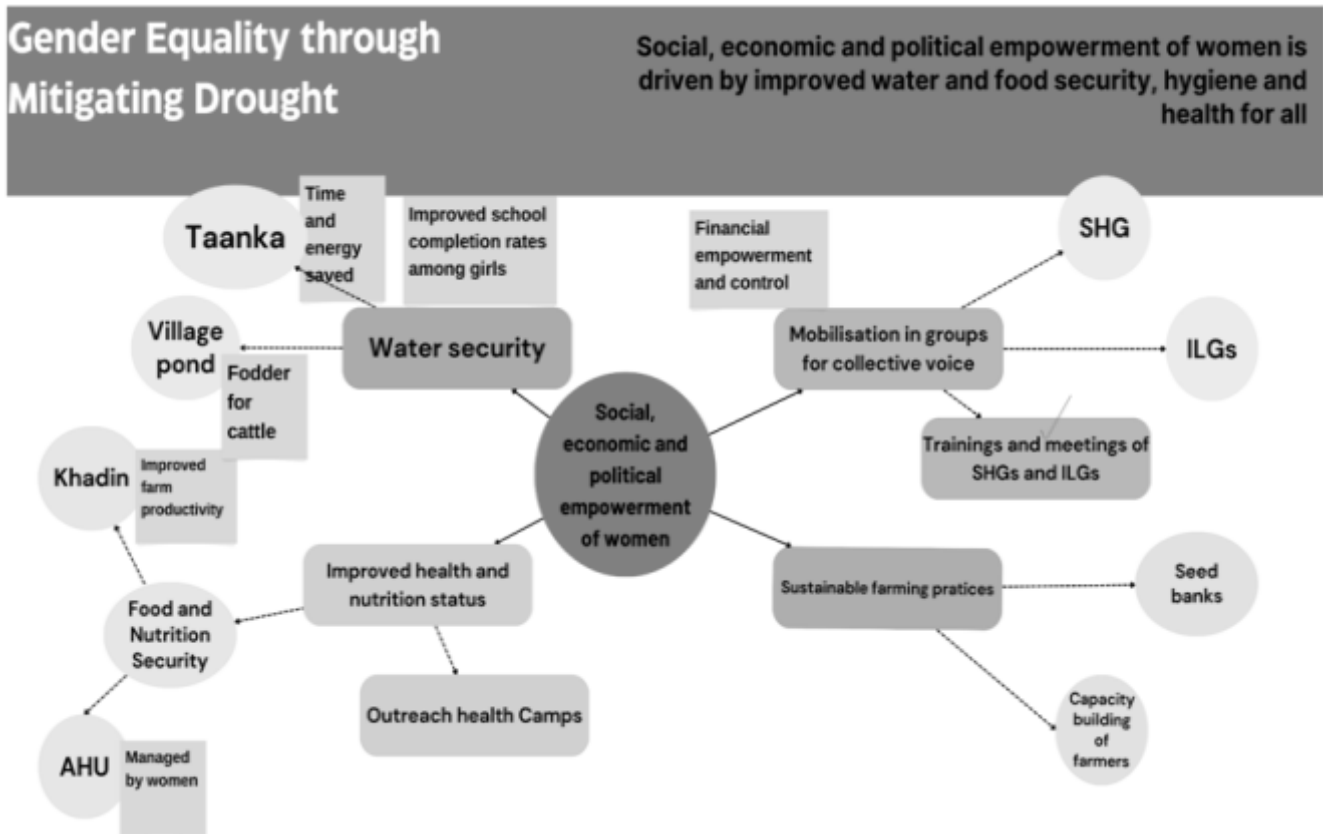 Gender Equality through
Mitigating Drought
Social, economic and political empowerment of women is
driven by improved water and food security, hygiene and
health for all
Taanka
Time
and
energy
saved
Improved school
completion rates
among girls
Financial
empowerment
and control
SHG
Village
pond
Water security
Mobilisation in groups
for collective voice
ILGs
Fodder
for
cattle
Social,
economic and
political
empowerment
of women
Trainings and meetings of
SHGs and ILGs
Khadin
Improved
farm
productivity
Improved health and
nutrition status
Sustainable farming pratices
Seed
banks
Food and
Nutrition
Security
Outreach health Camps
Capacity
building
of
farmers
AHU
Managed
by women